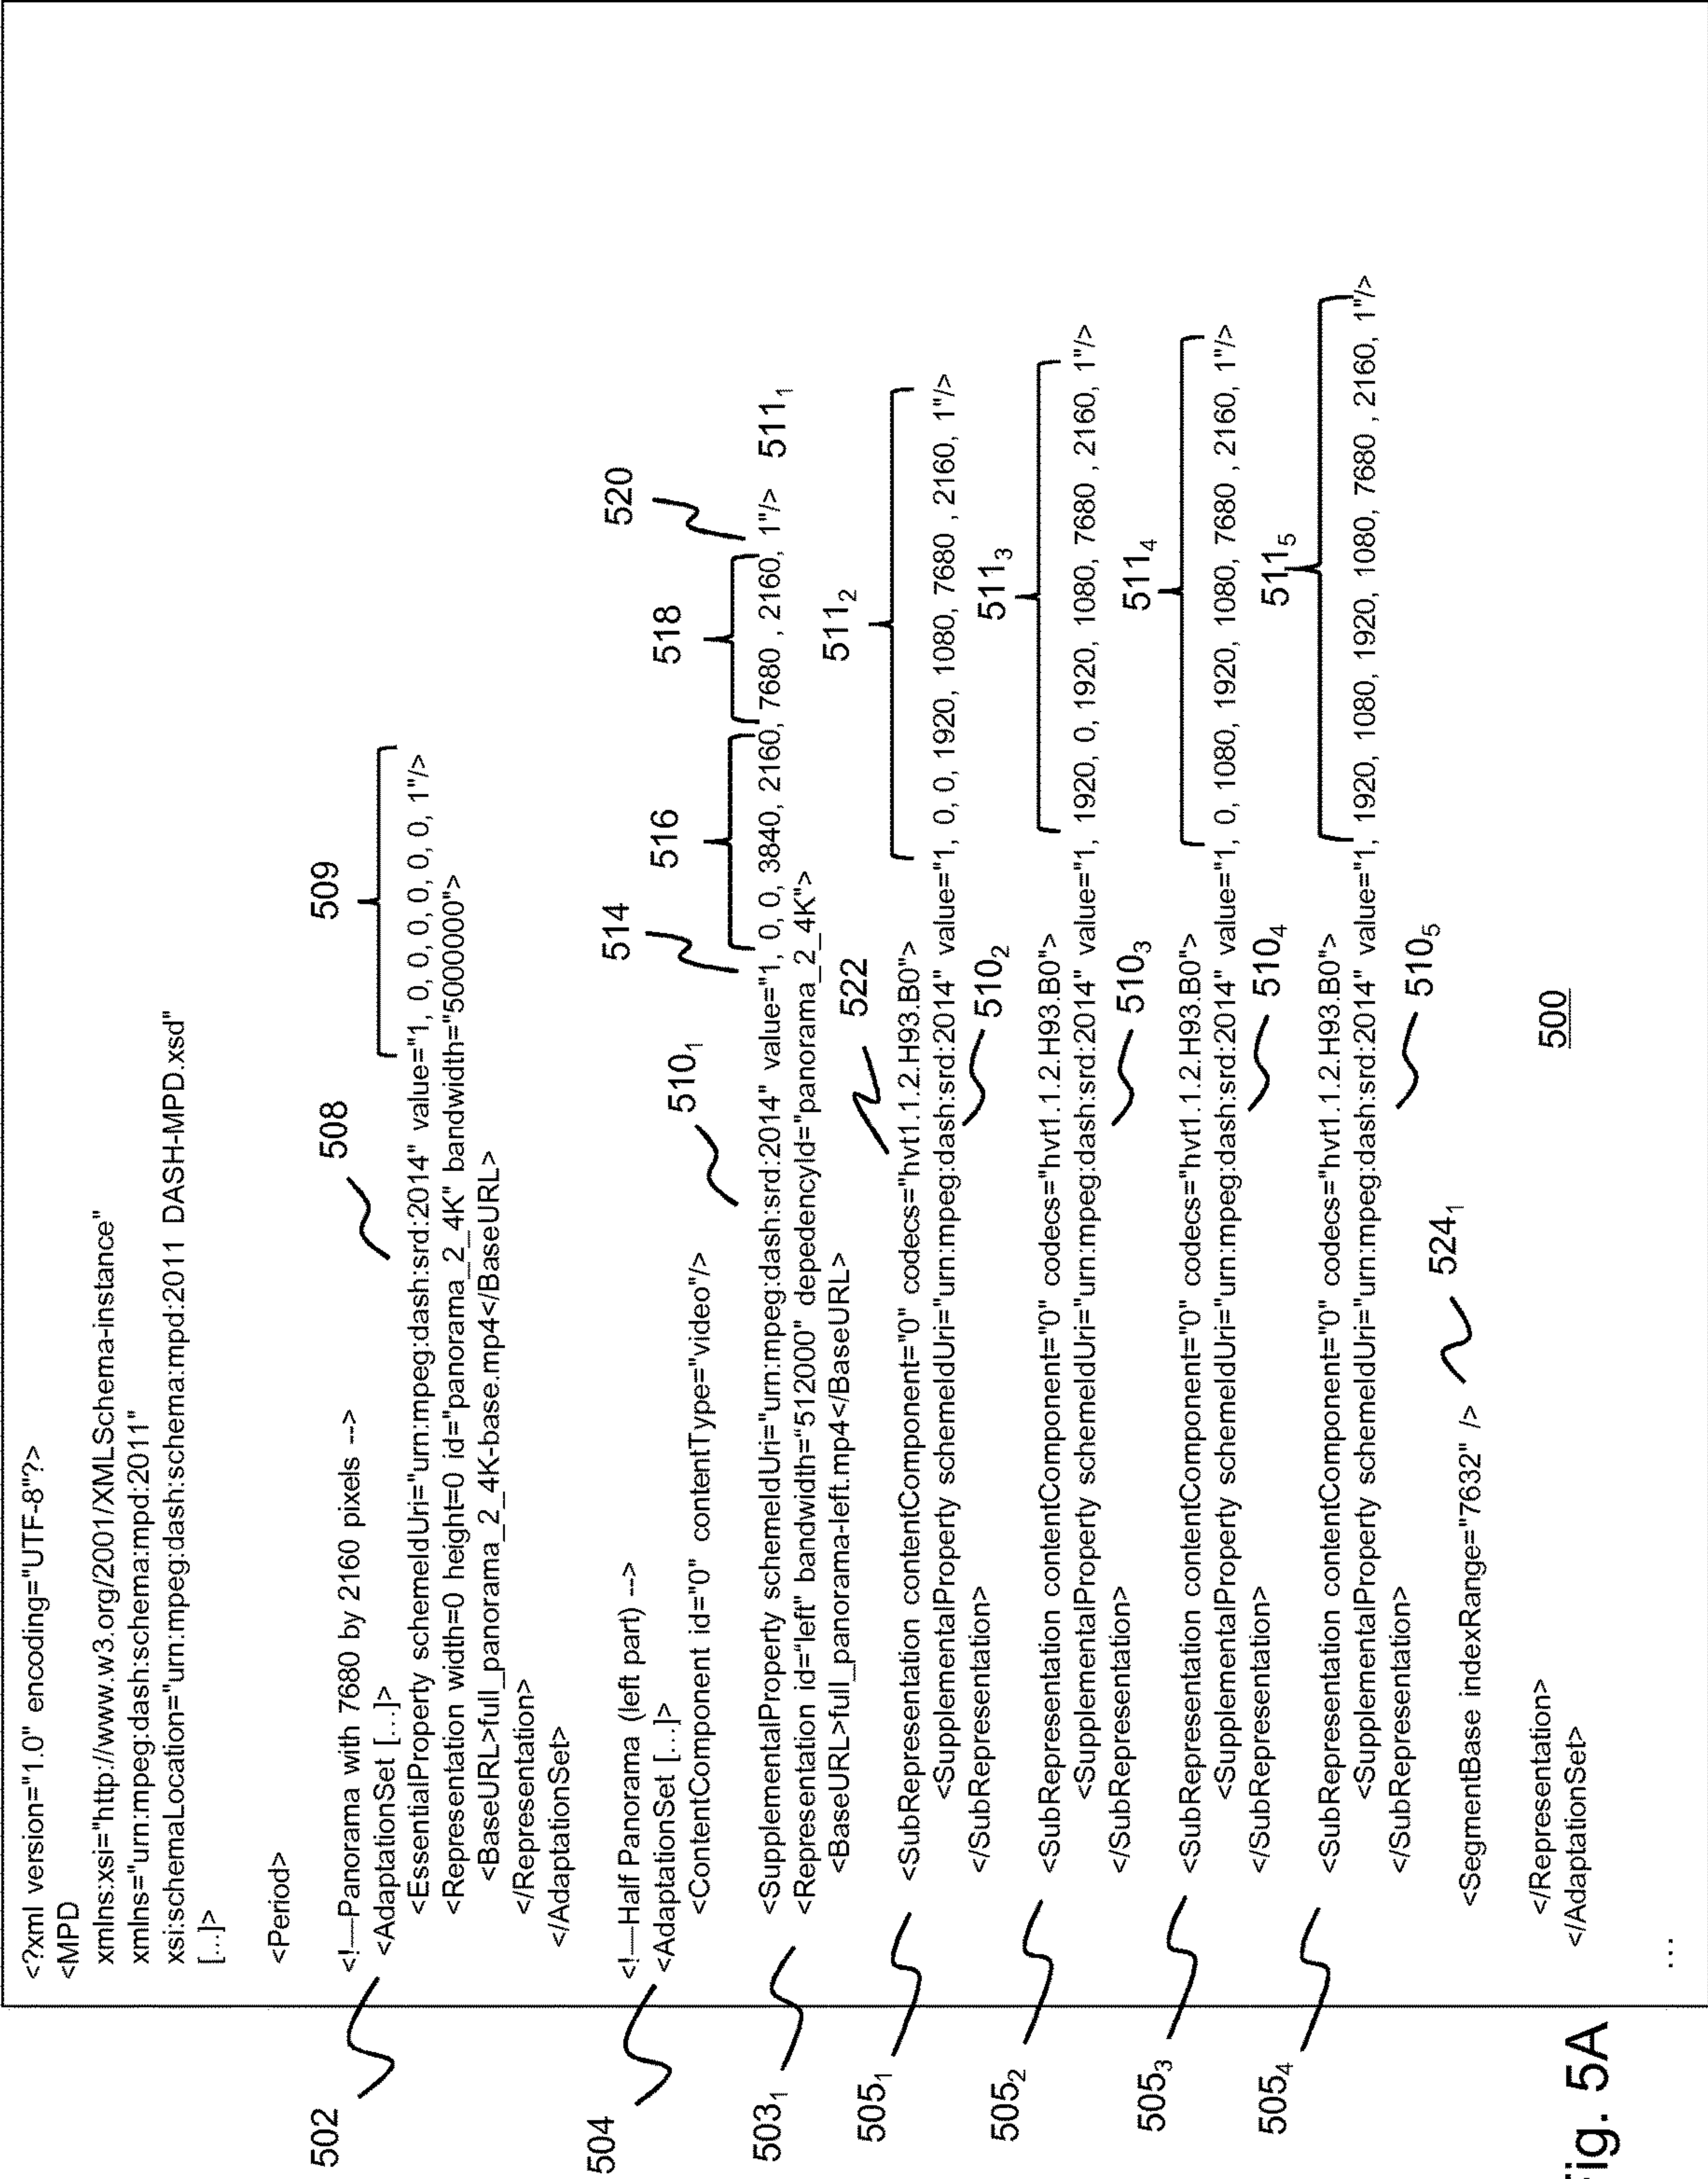 <?xml version="1.0" encoding="UTF-8"?>
<MPD
xmlns:xsi="http://www.w3.org/2001/XMLSchema-instance"
xmlns="urn:mpeg:dash:schema:mpd:2011"
xsi:schemaLocation="urn:mpeg:dash:schema:mpd:2011 DASH-MPD.xsd"
[...]>
<Period>
502
508
509
<!—Panorama with 7680 by 2160 pixels -->
<AdaptationSet [...]>
<EssentialProperty schemeIdUri="urn:mpeg:dash:srd:2014" value="1, 0, 0, 0, 0, 0, 0, 1"/>
<Representation width=0 height=0 id="panorama_2_4K" bandwidth="5000000">
<BaseURL>full_panorama_2_4K-base.mp4</BaseURL>
</Representation>
</AdaptationSet>
504
514
516
518
520
<!—Half Panorama (left part) -->
<AdaptationSet [...]>
<ContentComponent id="0" contentType="video"/>
503₁
510₁
<SupplementalProperty schemeIdUri="urn:mpeg:dash:srd:2014" value="1, 0, 0, 3840, 2160, 7680 , 2160, 1"/> 511₁
<Representation id="left" bandwidth="512000" depedencyId="panorama_2_4K">
<BaseURL>full_panorama-left.mp4</BaseURL>
522
511₂
505₁
<SubRepresentation contentComponent="0" codecs="hvt1.1.2.H93.B0">
<SupplementalProperty schemeIdUri="urn:mpeg:dash:srd:2014" value="1, 0, 0, 1920, 1080, 7680 , 2160, 1"/>
</SubRepresentation>
510₂
511₃
505₂
<SubRepresentation contentComponent="0" codecs="hvt1.1.2.H93.B0">
<SupplementalProperty schemeIdUri="urn:mpeg:dash:srd:2014" value="1, 1920, 0, 1920, 1080, 7680 , 2160, 1"/>
</SubRepresentation>
510₃
511₄
505₃
<SubRepresentation contentComponent="0" codecs="hvt1.1.2.H93.B0">
<SupplementalProperty schemeIdUri="urn:mpeg:dash:srd:2014" value="1, 0, 1080, 1920, 1080, 7680 , 2160, 1"/>
</SubRepresentation>
510₄
511₅
505₄
<SubRepresentation contentComponent="0" codecs="hvt1.1.2.H93.B0">
<SupplementalProperty schemeIdUri="urn:mpeg:dash:srd:2014" value="1, 1920, 1080, 1920, 1080, 7680 , 2160, 1"/>
</SubRepresentation>
510₅
<SegmentBase indexRange="7632" />
524₁
500
</Representation>
</AdaptationSet>
...
Fig. 5A